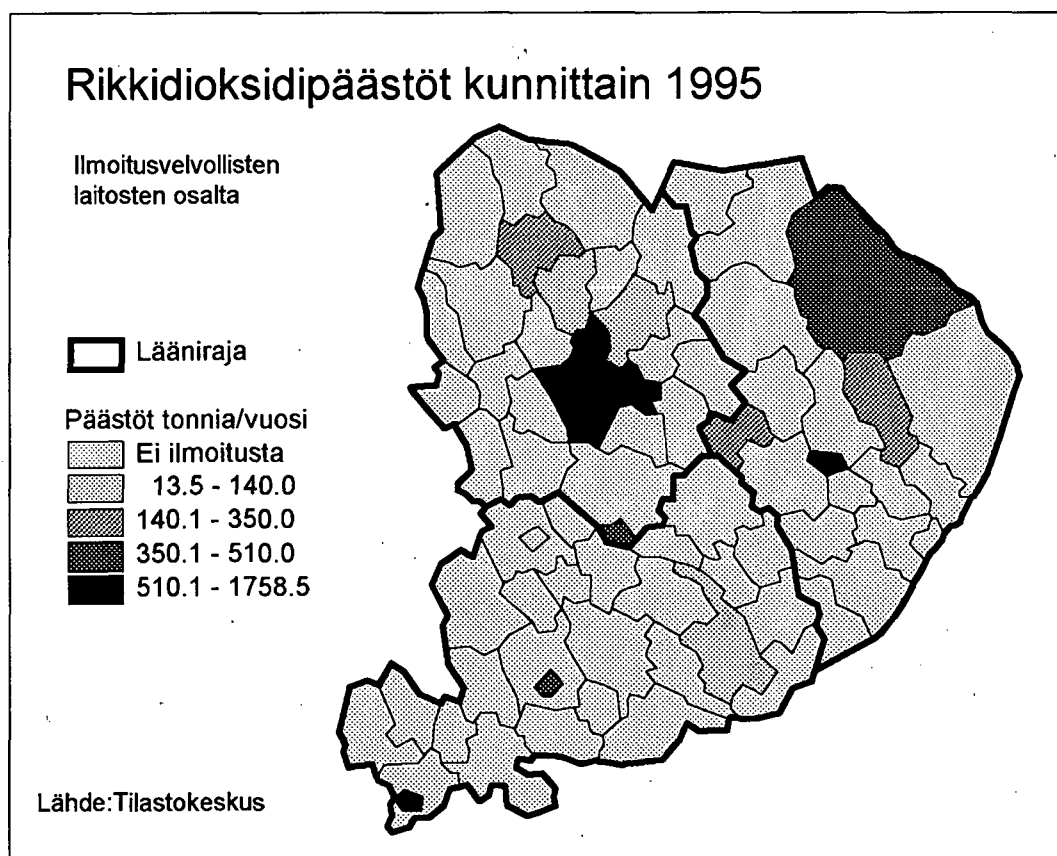 Rikkidioksidipäästöt kunnittain 1995
Ilmoitusvelvollisten
laitosten osalta
Lääniraja
Päästöt tonnia/vuosi
Ei ilmoitusta
13.5 - 140.0
140.1 - 350.0
350.1 - 510.0
510.1 - 1758.5
Lähde:Tilastokeskus